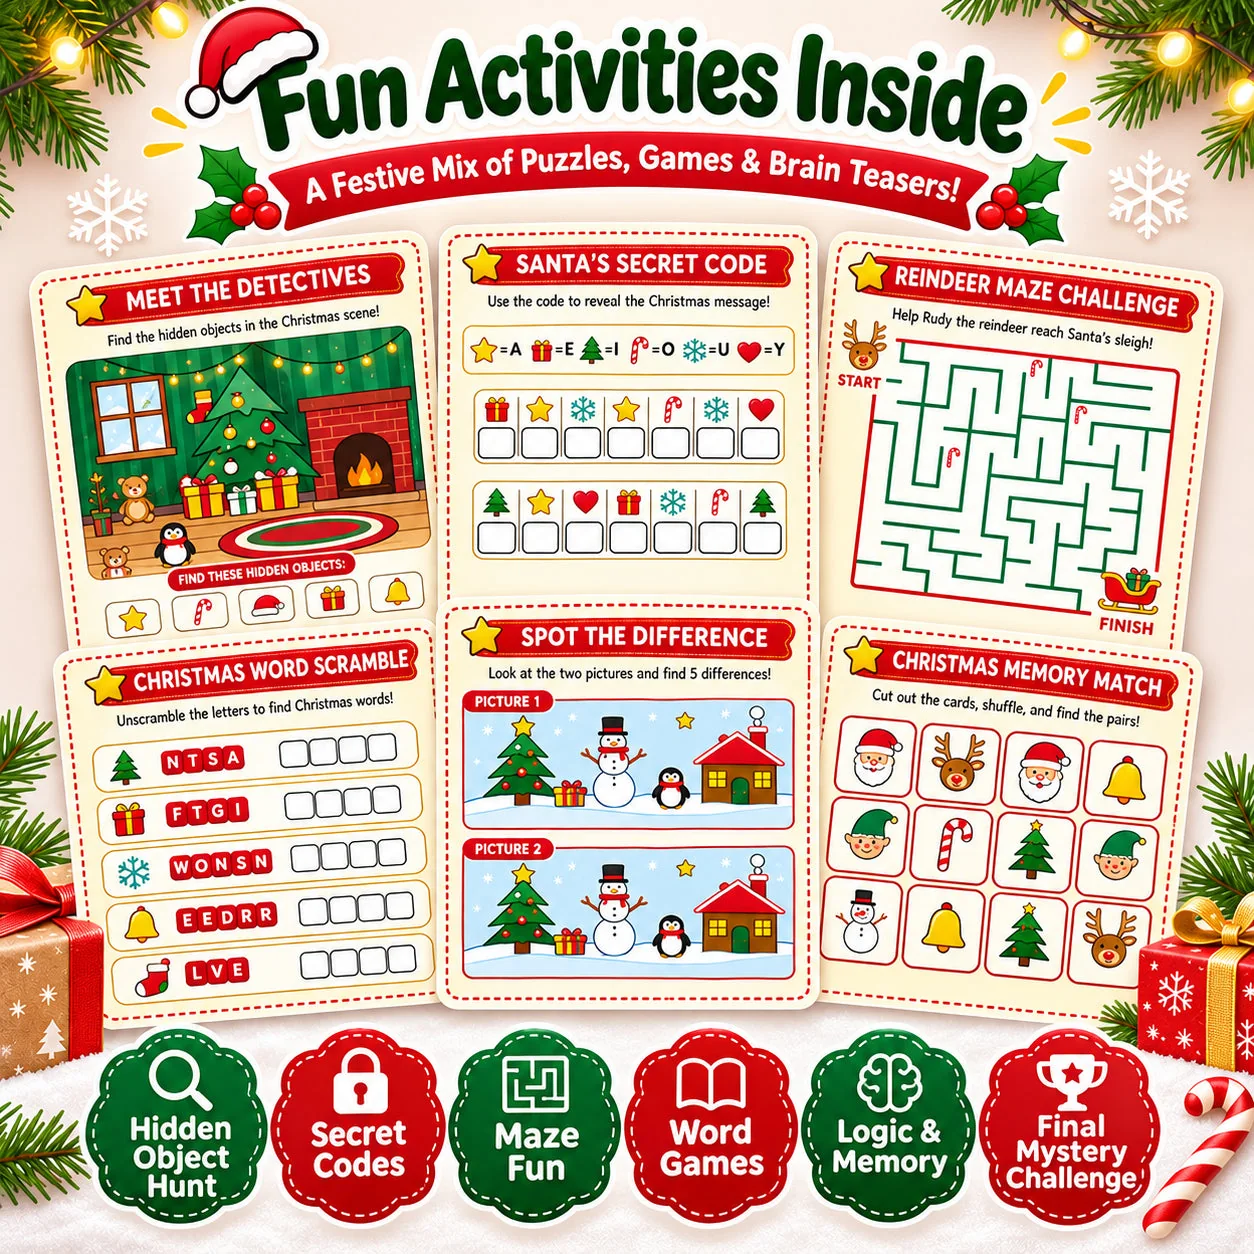 Fun Activities Inside
A Festive Mix of Puzzles, Games & Brain Teasers!
MEET THE DETECTIVES
Find the hidden objects in the Christmas scene!
FIND THESE HIDDEN OBJECTS:
SANTA'S SECRET CODE
Use the code to reveal the Christmas message!
=A =E =I =O =U =Y
REINDEER MAZE CHALLENGE
Help Rudy the reindeer reach Santa's sleigh!
START
FINISH
CHRISTMAS WORD SCRAMBLE
Unscramble the letters to find Christmas words!
NTSA
FTGI
WONSN
EEDRR
LVE
SPOT THE DIFFERENCE
Look at the two pictures and find 5 differences!
PICTURE 1
PICTURE 2
CHRISTMAS MEMORY MATCH
Cut out the cards, shuffle, and find the pairs!
Hidden
Object
Hunt
Secret
Codes
Maze
Fun
Word
Games
Logic &
Memory
Final
Mystery
Challenge